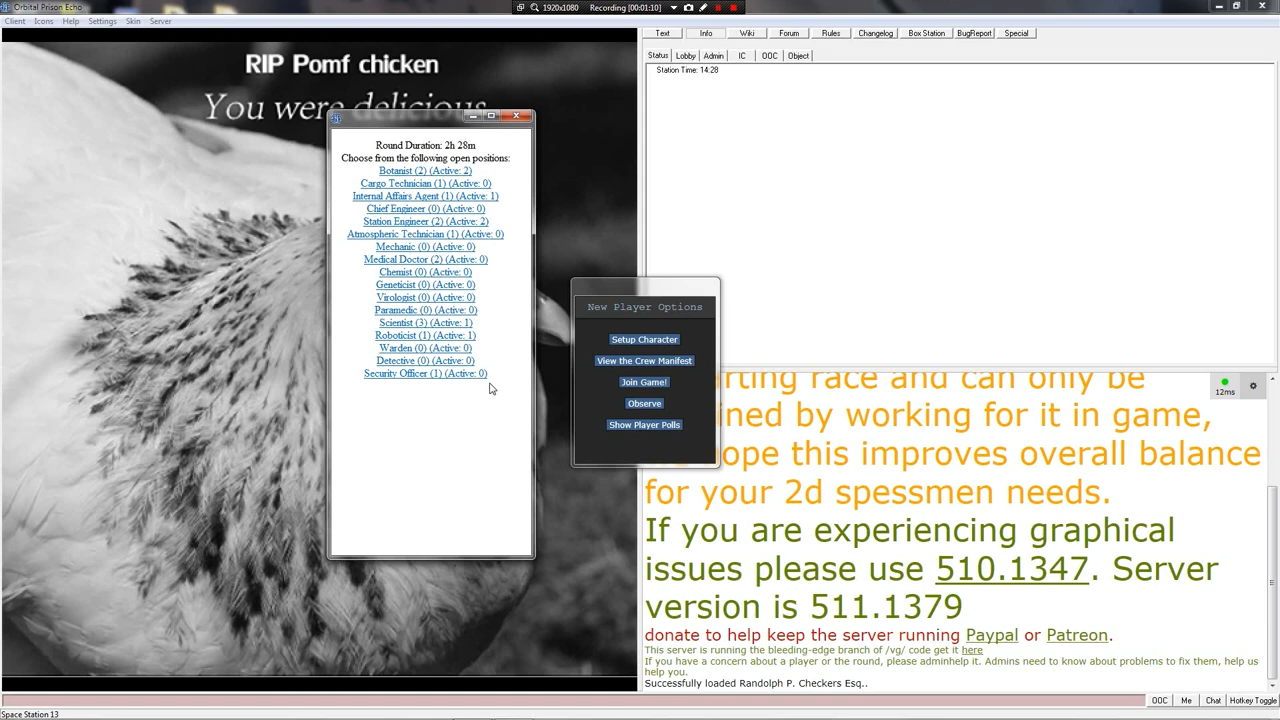 Orbital Prison Echo
1920x1080 Recording [00:01:10]
Client Icons Help Settings Skin Server
RIP Pomf chicken
You were delicious
Round Duration: 2h 28m
Choose from the following open positions:
Botanist (2) (Active: 2)
Cargo Technician (1) (Active: 0)
Internal Affairs Agent (1) (Active: 1)
Chief Engineer (0) (Active: 0)
Station Engineer (2) (Active: 2)
Atmospheric Technician (1) (Active: 0)
Mechanic (0) (Active: 0)
Medical Doctor (2) (Active: 0)
Chemist (0) (Active: 0)
Geneticist (0) (Active: 0)
Virologist (0) (Active: 0)
Paramedic (0) (Active: 0)
Scientist (3) (Active: 1)
Roboticist (1) (Active: 1)
Warden (0) (Active: 0)
Detective (0) (Active: 0)
Security Officer (1) (Active: 0)
New Player Options
Setup Character
View the Crew Manifest
Join Game!
Observe
Show Player Polls
Text Info Wiki Forum Rules Changelog Box Station BugReport Special
Status Lobby Admin IC OOC Object
Station Time: 14:28
12ms
arting race and can only be
ined by working for it in game,
ope this improves overall balance
for your 2d spessmen needs.
If you are experiencing graphical
issues please use 510.1347. Server
version is 511.1379
donate to help keep the server running Paypal or Patreon.
This server is running the bleeding-edge branch of /vg/ code get it here
If you have a concern about a player or the round, please adminhelp it. Admins need to know about problems to fix them, help us
help you.
Successfully loaded Randolph P. Checkers Esq..
OOC Me Chat Hotkey Toggle
Space Station 13